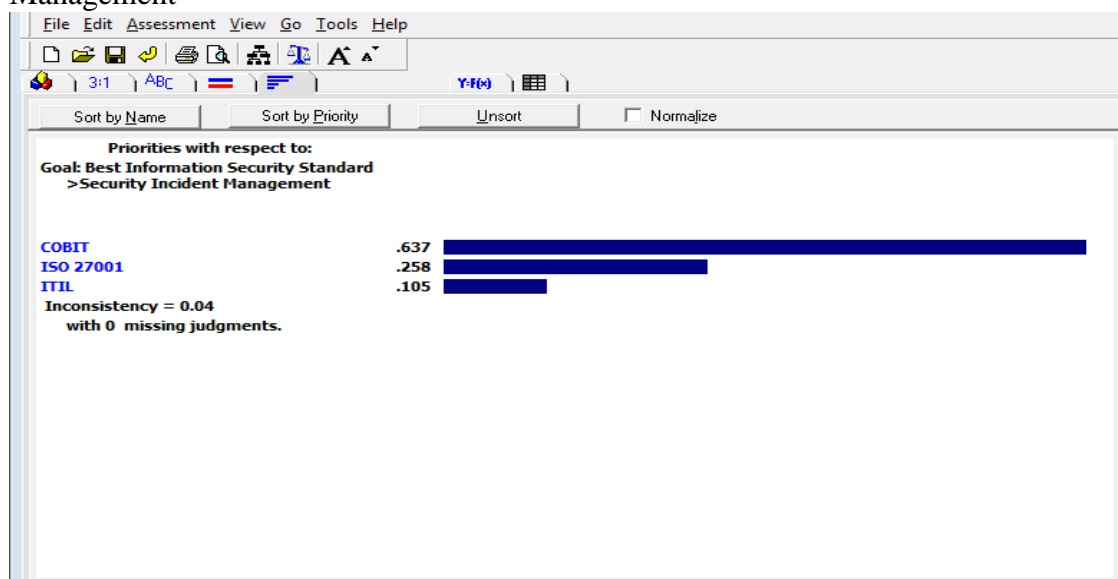 Management
File Edit Assessment View Go Tools Help
A A
3:1 ABC Y=F(x)
Sort by Name Sort by Priority Unsort Normalize
Priorities with respect to:
Goal: Best Information Security Standard
>Security Incident Management
COBIT .637
ISO 27001 .258
ITIL .105
Inconsistency = 0.04
with 0 missing judgments.